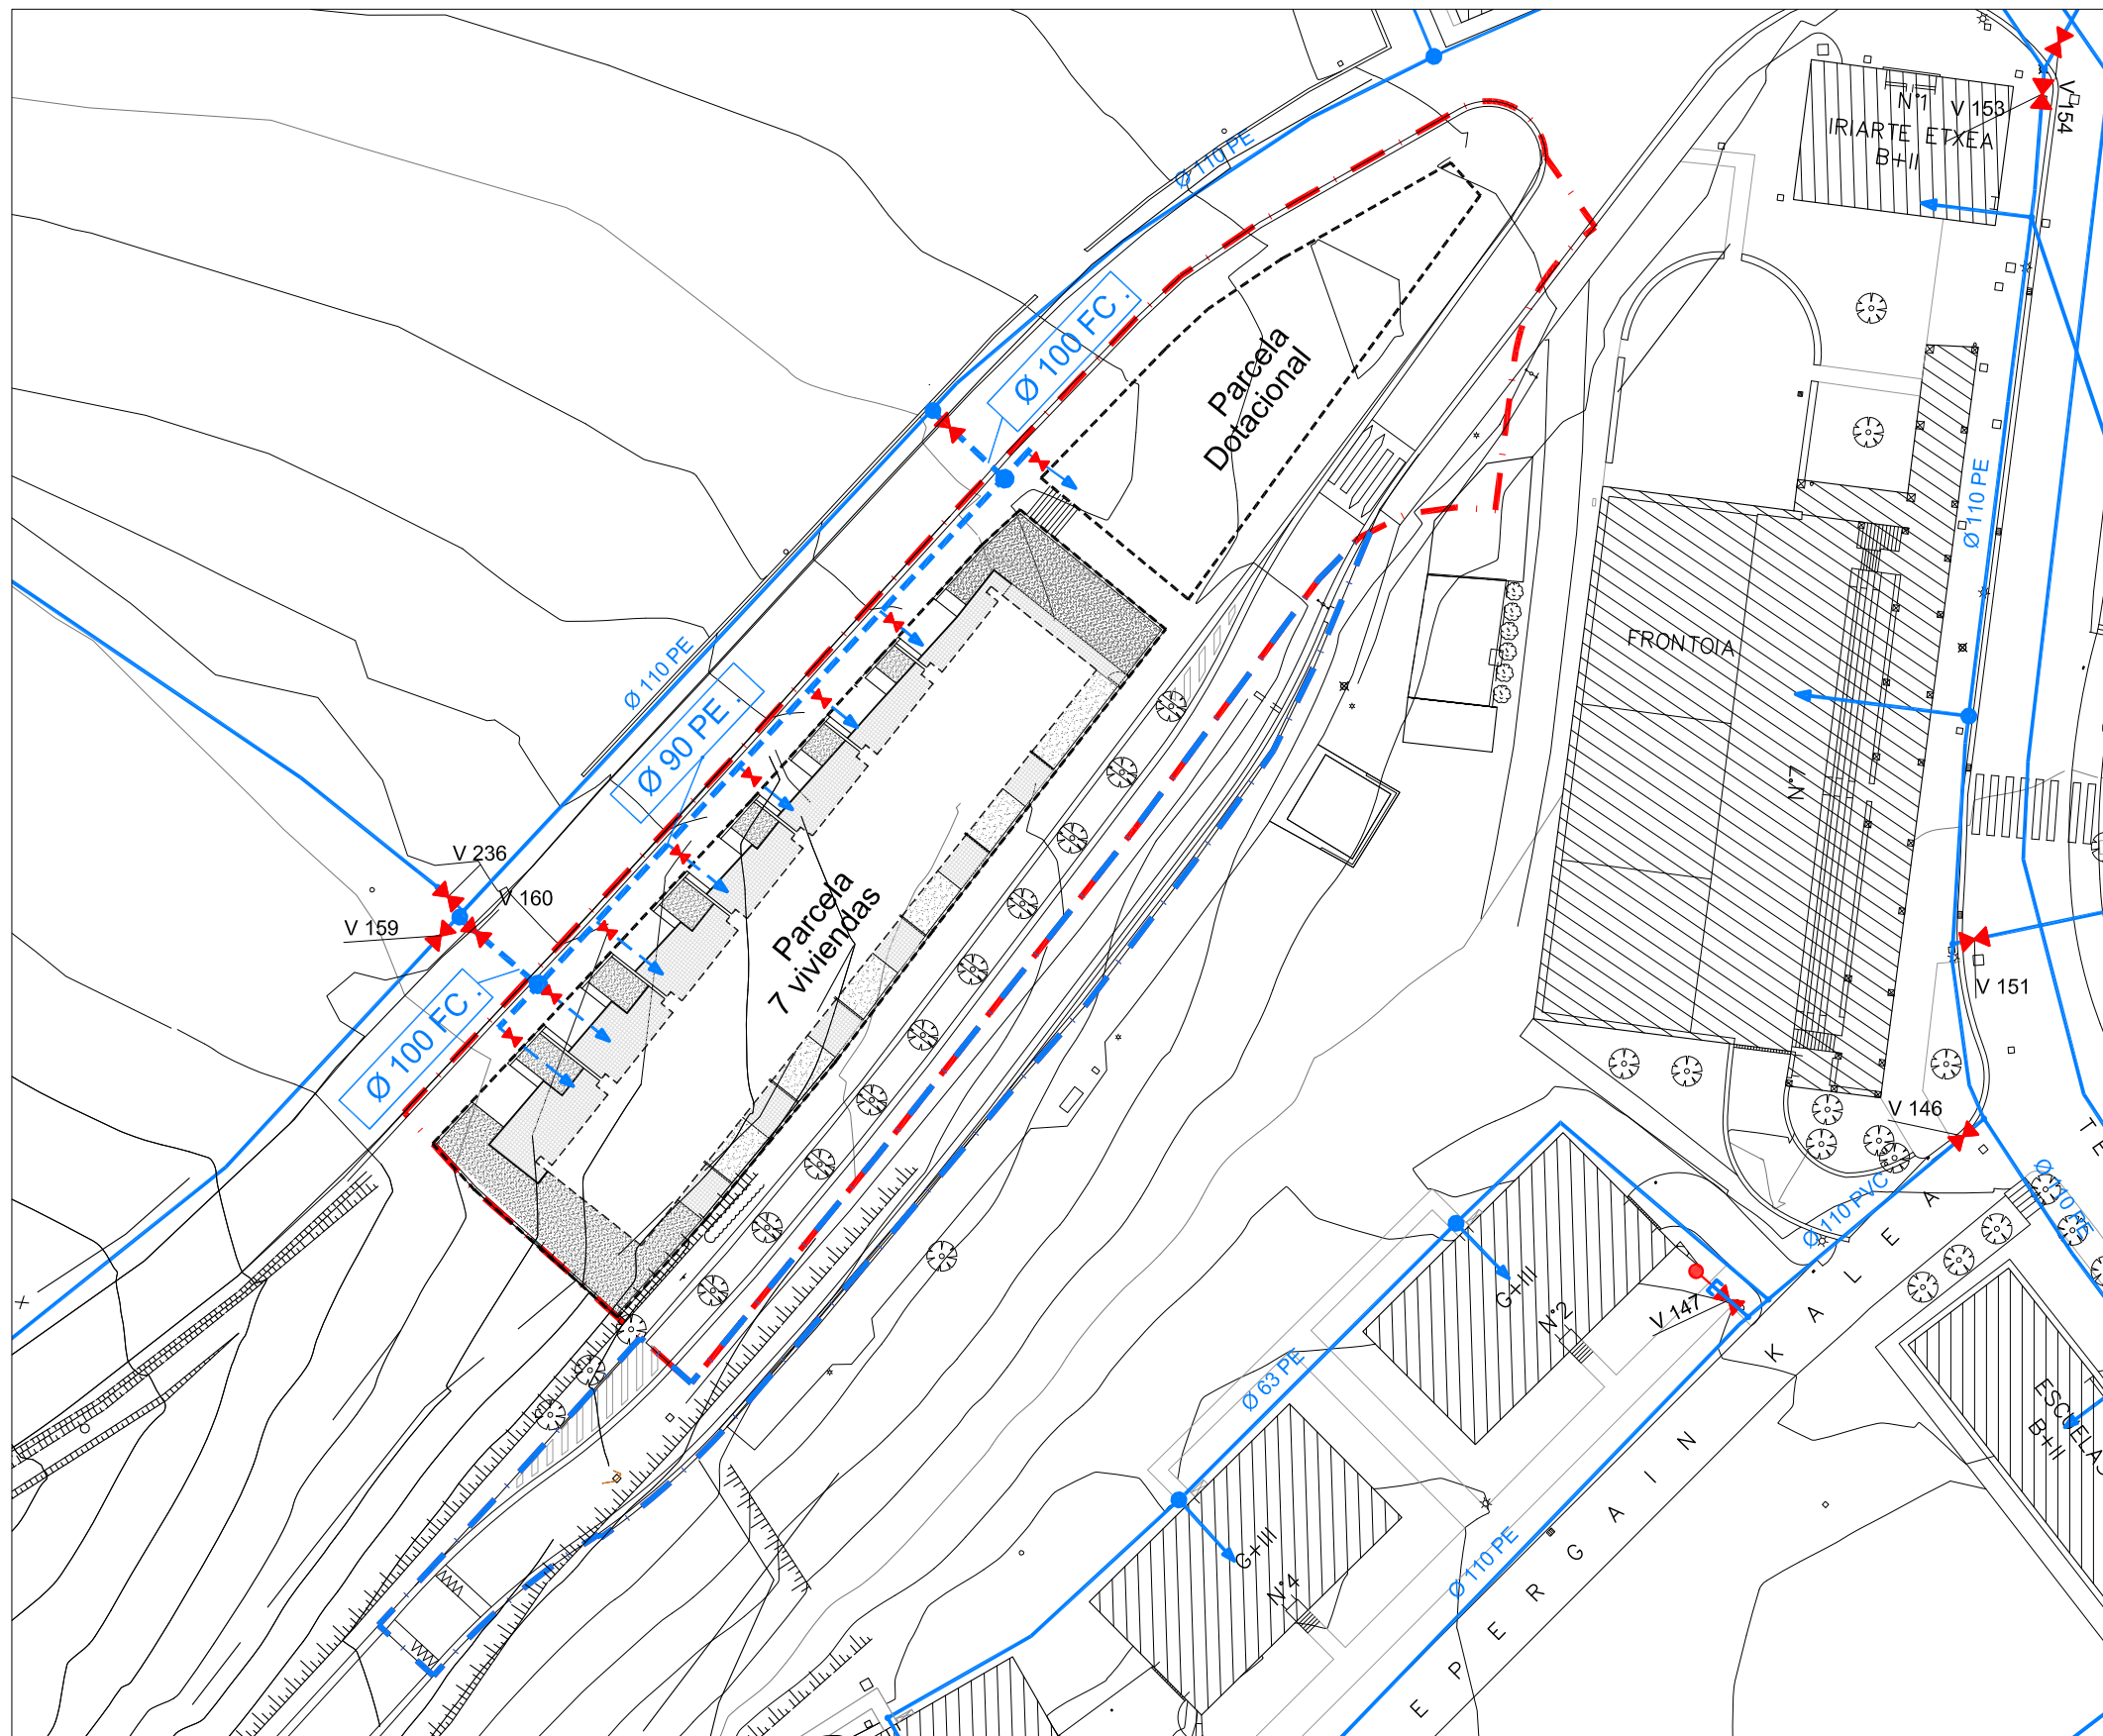 N°1
V 153
V 154
IRIARTE ETXEA
B+II
Ø 110 PE
Ø 100 FC .
Parcela
Dotacional
Ø 110 PE
Ø 110 PE
FRONTOIA
Ø 90 PE .
N°7
V 236
V 160
V 159
Parcela
7 viviendas
V 151
Ø 100 FC .
V 146
Ø 110 PVC
Ø 110 PE
G+III
N°2
V 147
Ø 63 PE
EPERGAIN KALEA
ESCUELAS
B+II
G+III
N°4
Ø 110 PE